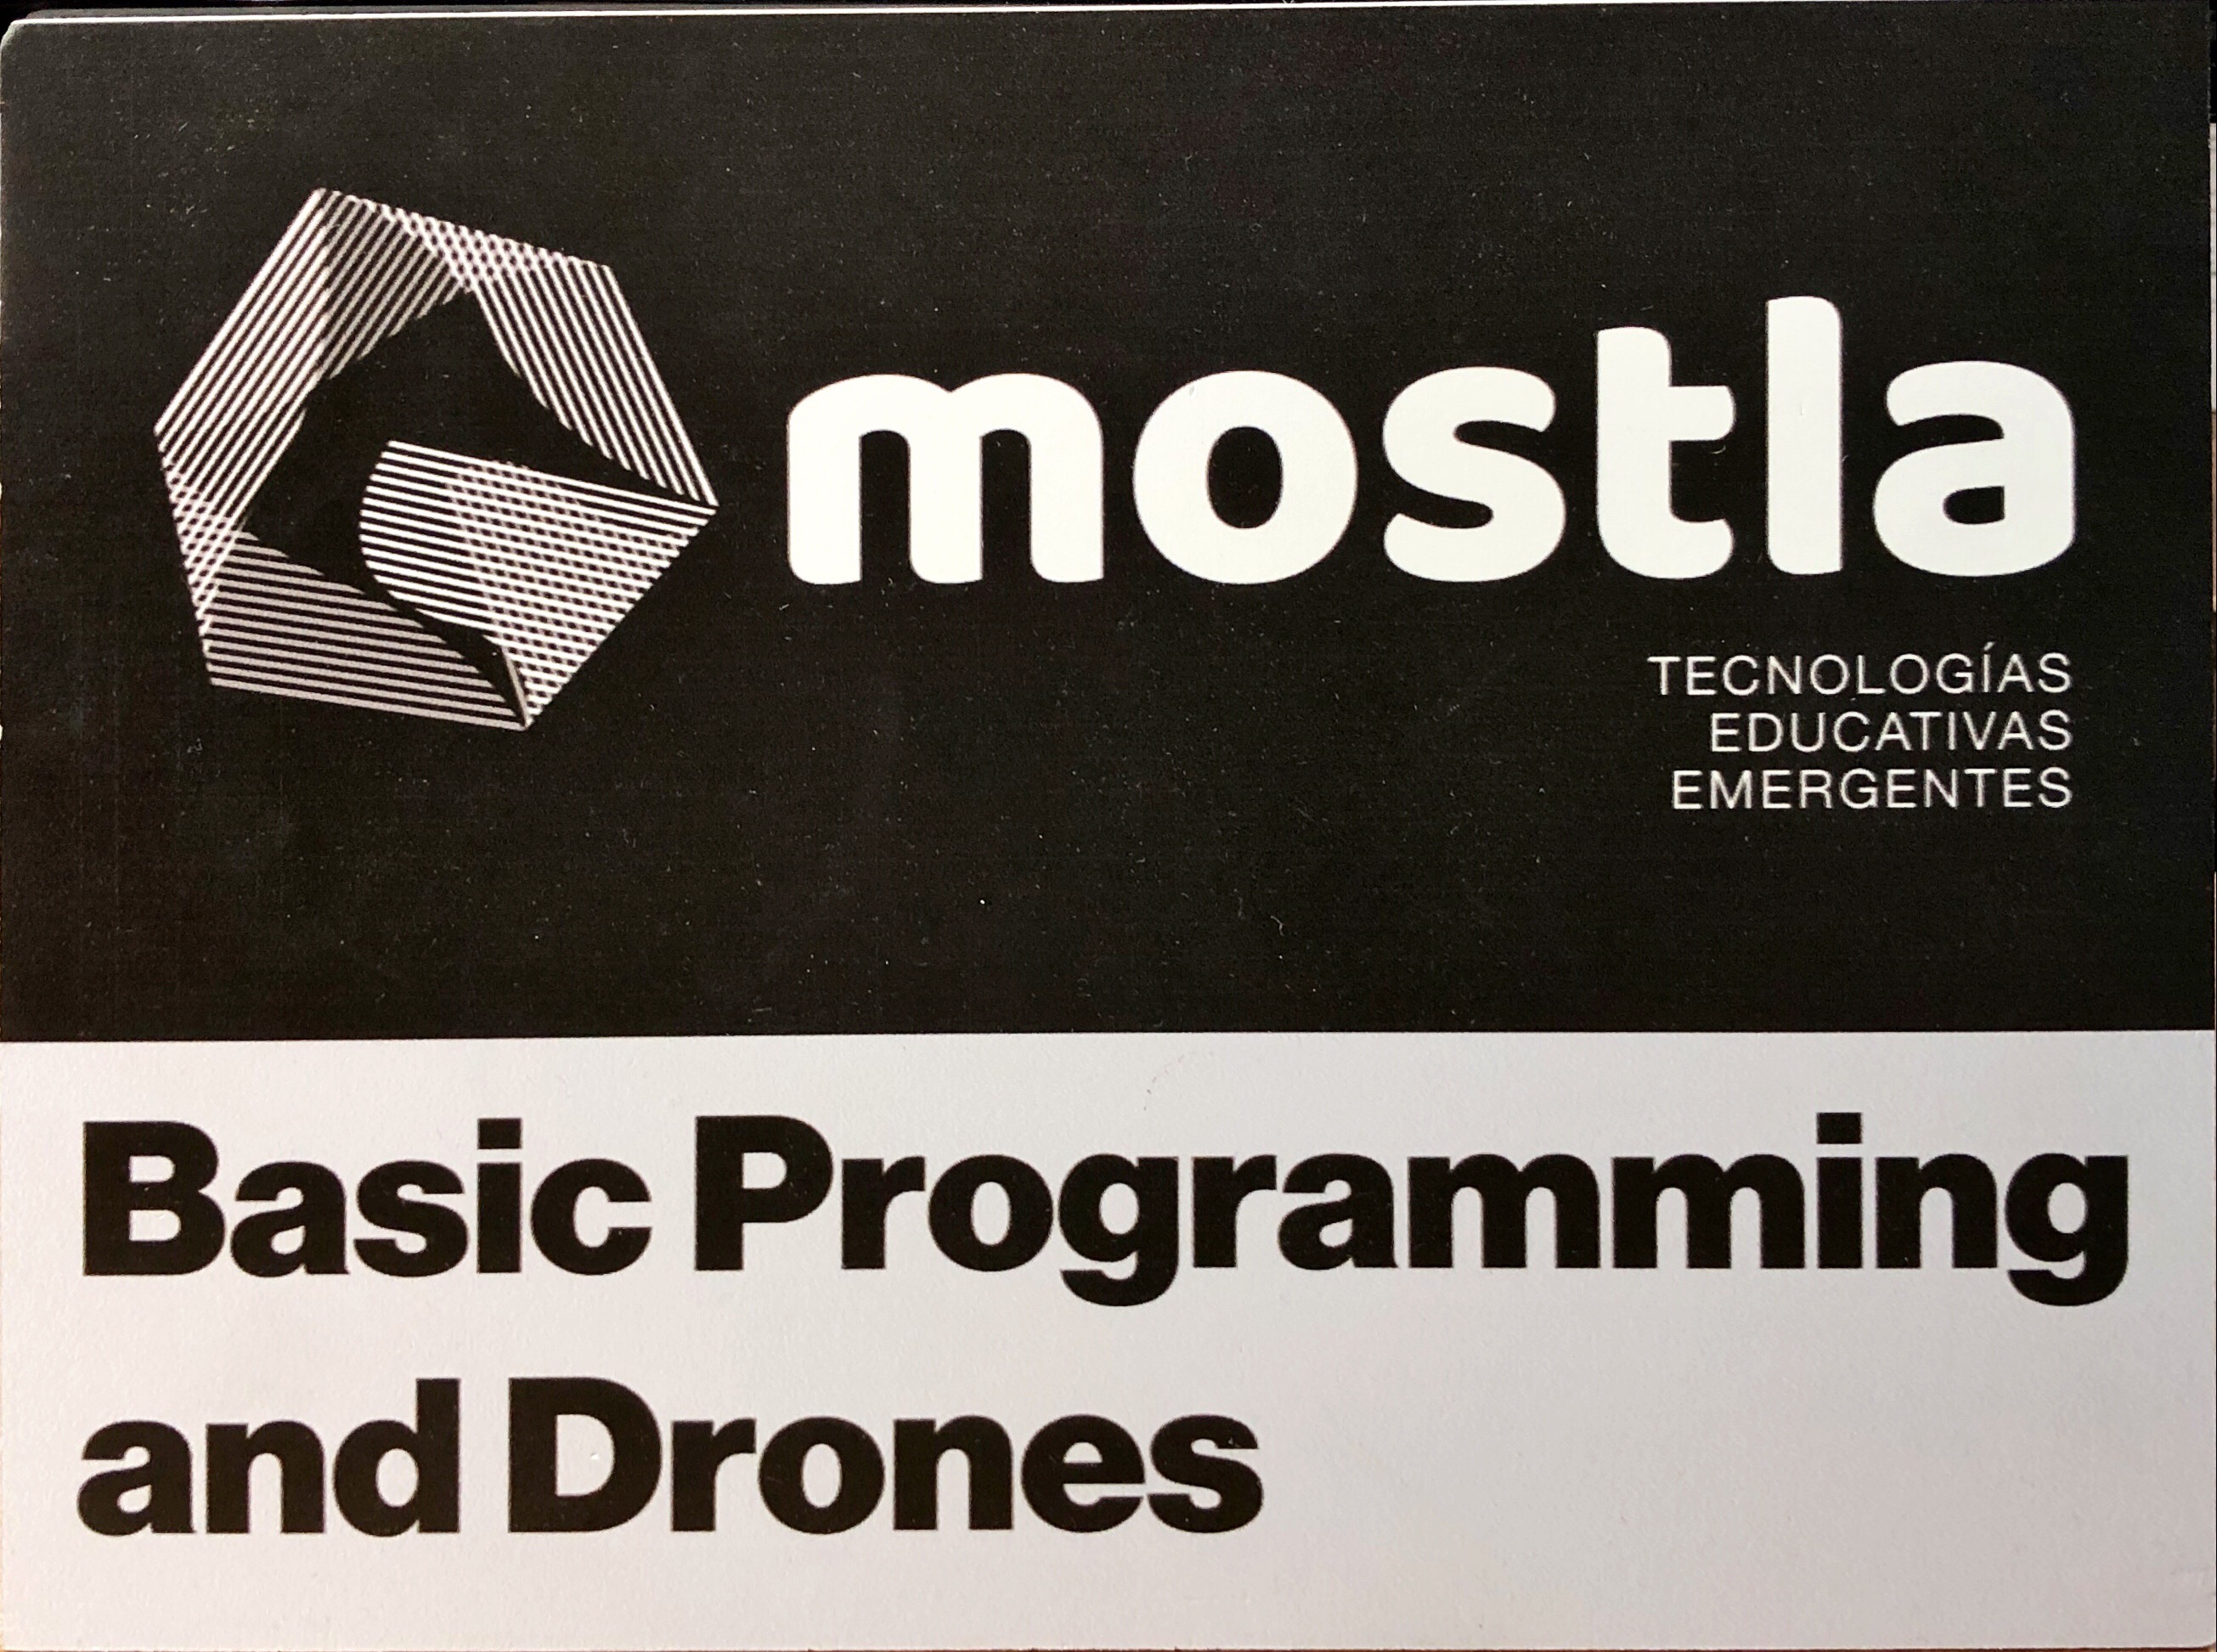 mostla
TECNOLOGÍAS
EDUCATIVAS
EMERGENTES
Basic Programming
and Drones